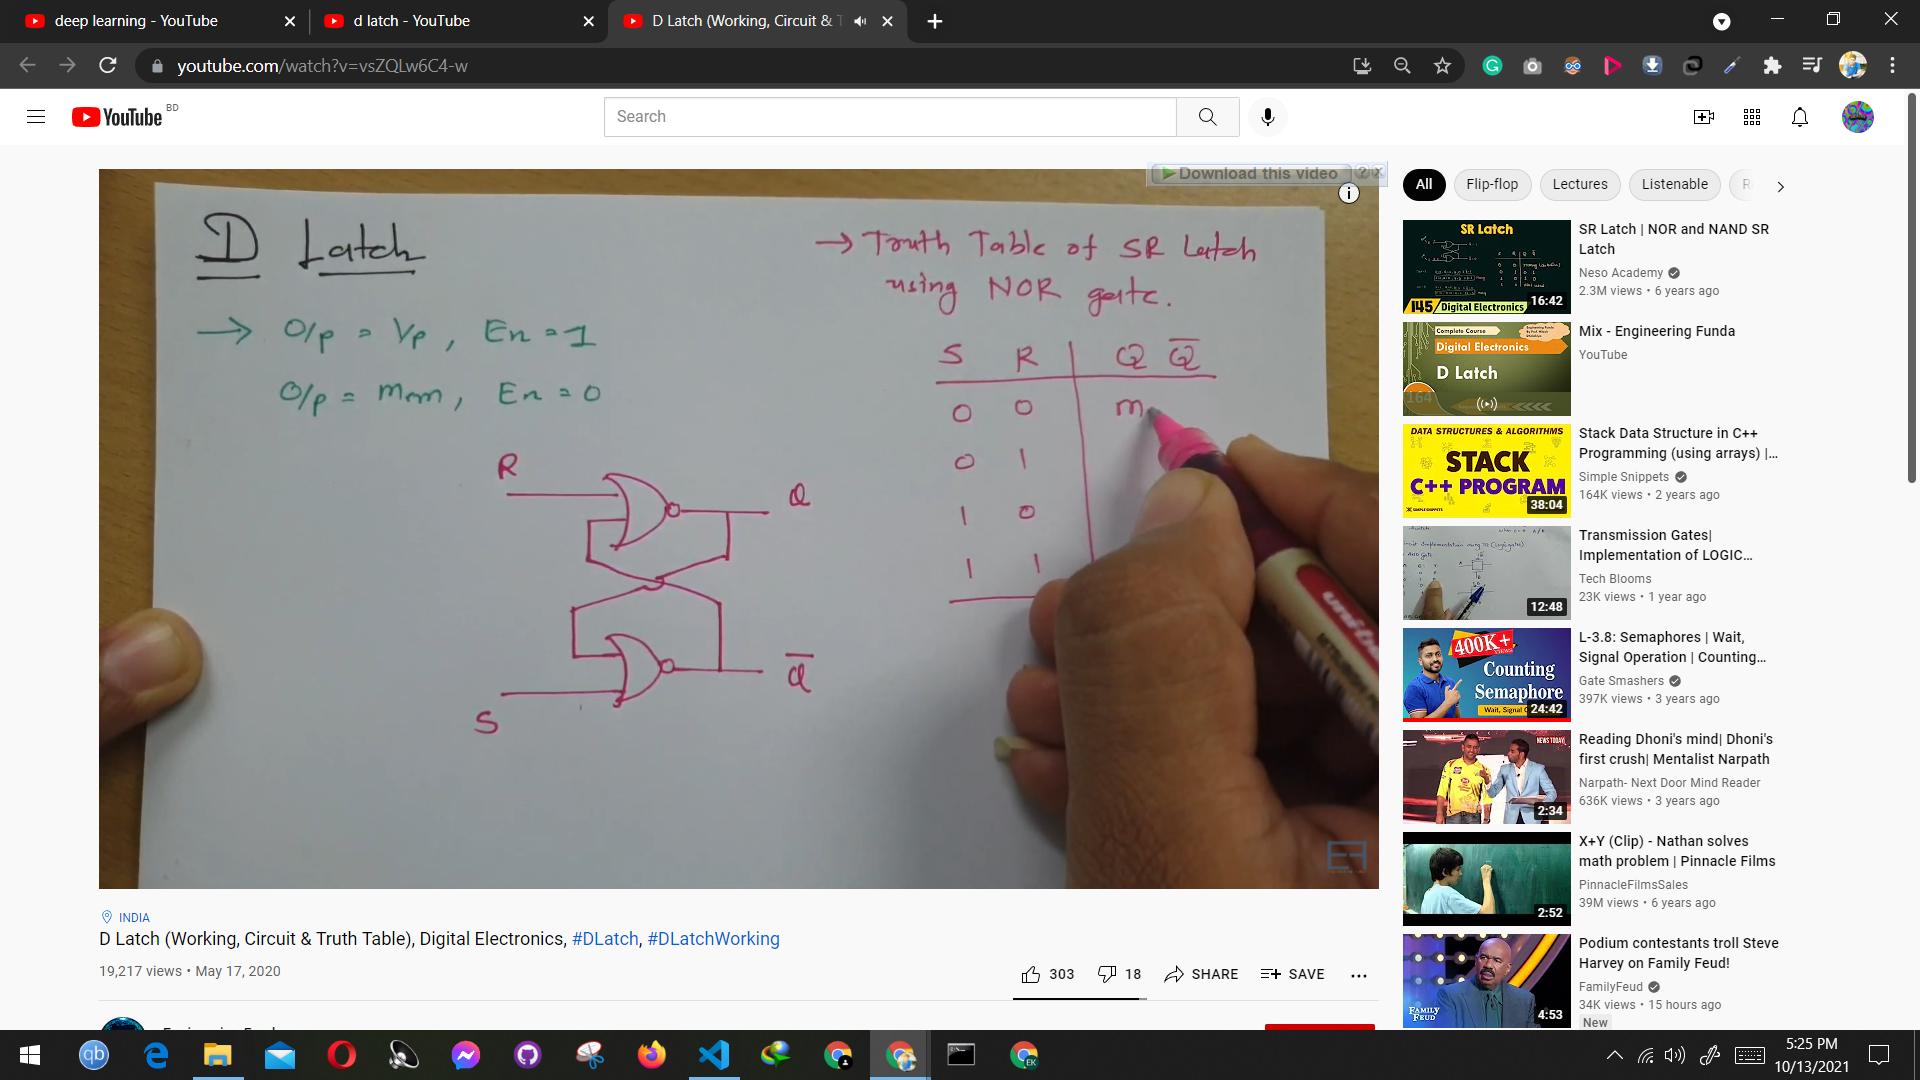 deep learning - YouTube
d latch - YouTube
D Latch (Working, Circuit &
youtube.com/watch?v=vsZQLw6C4-w
YouTube BD
Search
Download this video
D Latch
→ O/p = I/p, En = 1
O/p = Mem, En = 0
R
Q
Q̅
S
→ Truth Table of SR Latch
using NOR gate.
S R Q Q̅
0 0 m
0 1
1 0
1 1
INDIA
D Latch (Working, Circuit & Truth Table), Digital Electronics, #DLatch, #DLatchWorking
19,217 views • May 17, 2020
303 18 SHARE SAVE
All Flip-flop Lectures Listenable
SR Latch
145 Digital Electronics 16:42
SR Latch | NOR and NAND SR
Latch
Neso Academy
2.3M views • 6 years ago
Complete Course
Digital Electronics
D Latch
164
Mix - Engineering Funda
YouTube
DATA STRUCTURES & ALGORITHMS
STACK
C++ PROGRAM
38:04
Stack Data Structure in C++
Programming (using arrays) |...
Simple Snippets
164K views • 2 years ago
12:48
Transmission Gates|
Implementation of LOGIC...
Tech Blooms
23K views • 1 year ago
400K+
Counting
Semaphore
24:42
L-3.8: Semaphores | Wait,
Signal Operation | Counting...
Gate Smashers
397K views • 3 years ago
2:34
Reading Dhoni's mind| Dhoni's
first crush| Mentalist Narpath
Narpath- Next Door Mind Reader
636K views • 3 years ago
2:52
X+Y (Clip) - Nathan solves
math problem | Pinnacle Films
PinnacleFilmsSales
39M views • 6 years ago
FAMILY
FEUD
4:53
Podium contestants troll Steve
Harvey on Family Feud!
FamilyFeud
34K views • 15 hours ago
New
qb
EK
5:25 PM
10/13/2021